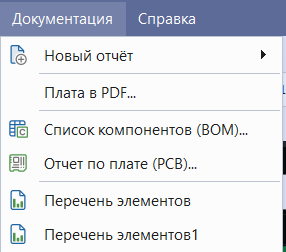 Документация Справка
Новый отчёт
Плата в PDF...
Список компонентов (BOM)...
Отчет по плате (PCB)...
Перечень элементов
Перечень элементов1